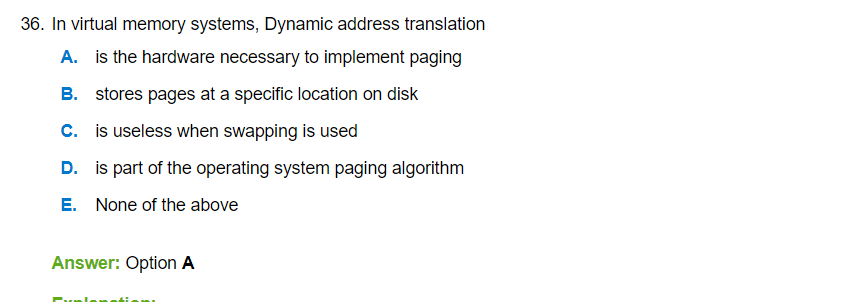 36. In virtual memory systems, Dynamic address translation
A. is the hardware necessary to implement paging
B. stores pages at a specific location on disk
C. is useless when swapping is used
D. is part of the operating system paging algorithm
E. None of the above
Answer: Option A